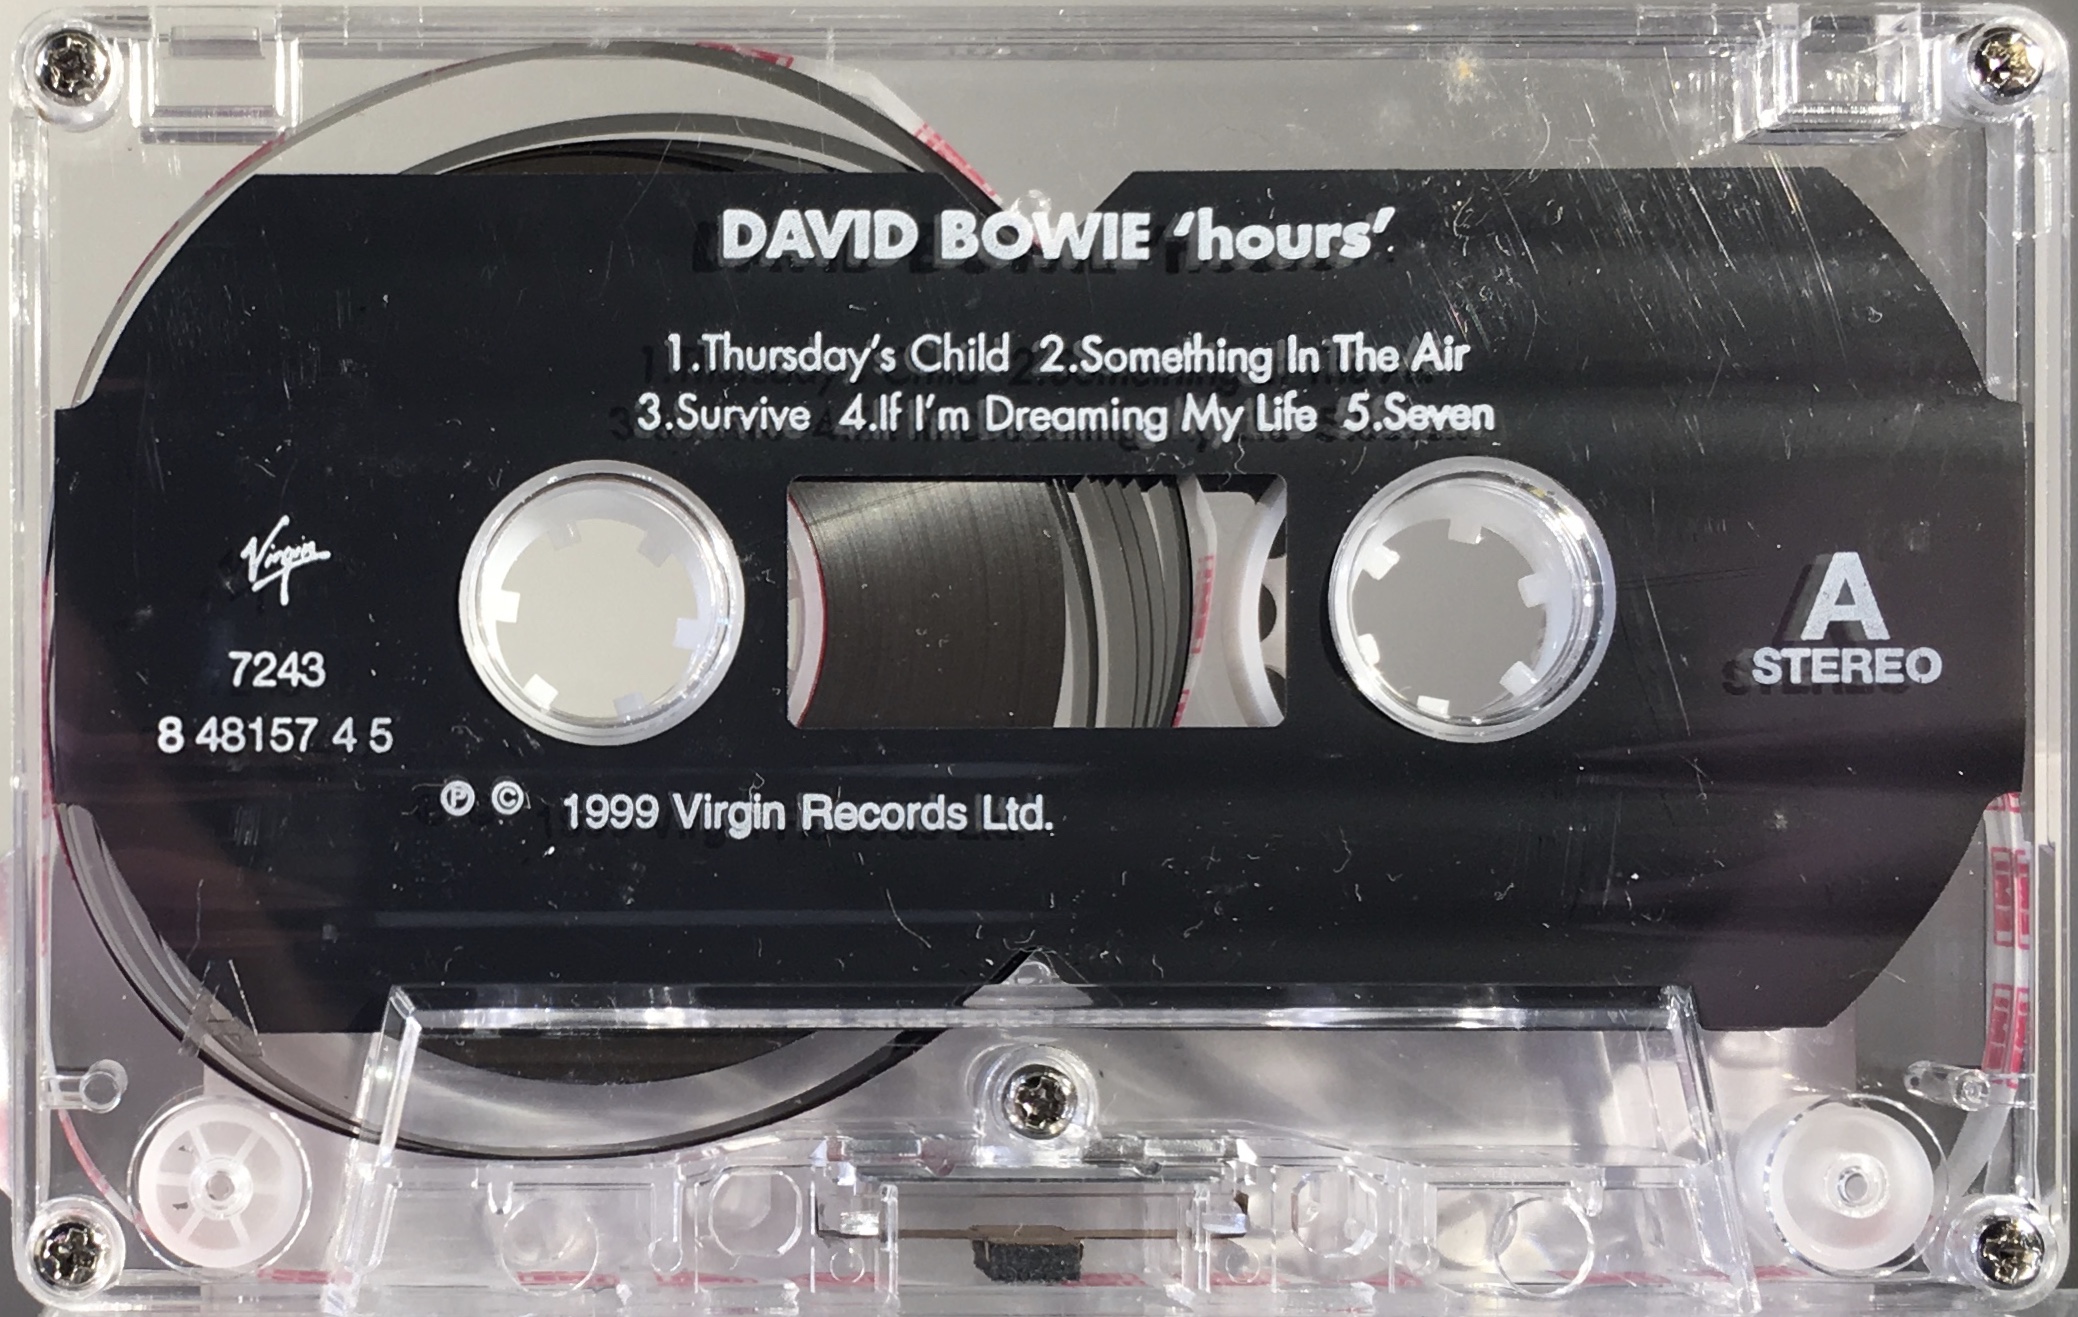 DAVID BOWIE ‘hours’
1.Thursday’s Child 2.Something In The Air
3.Survive 4.If I’m Dreaming My Life 5.Seven
Virgin
7243
8 48157 4 5
A
STEREO
Ⓟ © 1999 Virgin Records Ltd.